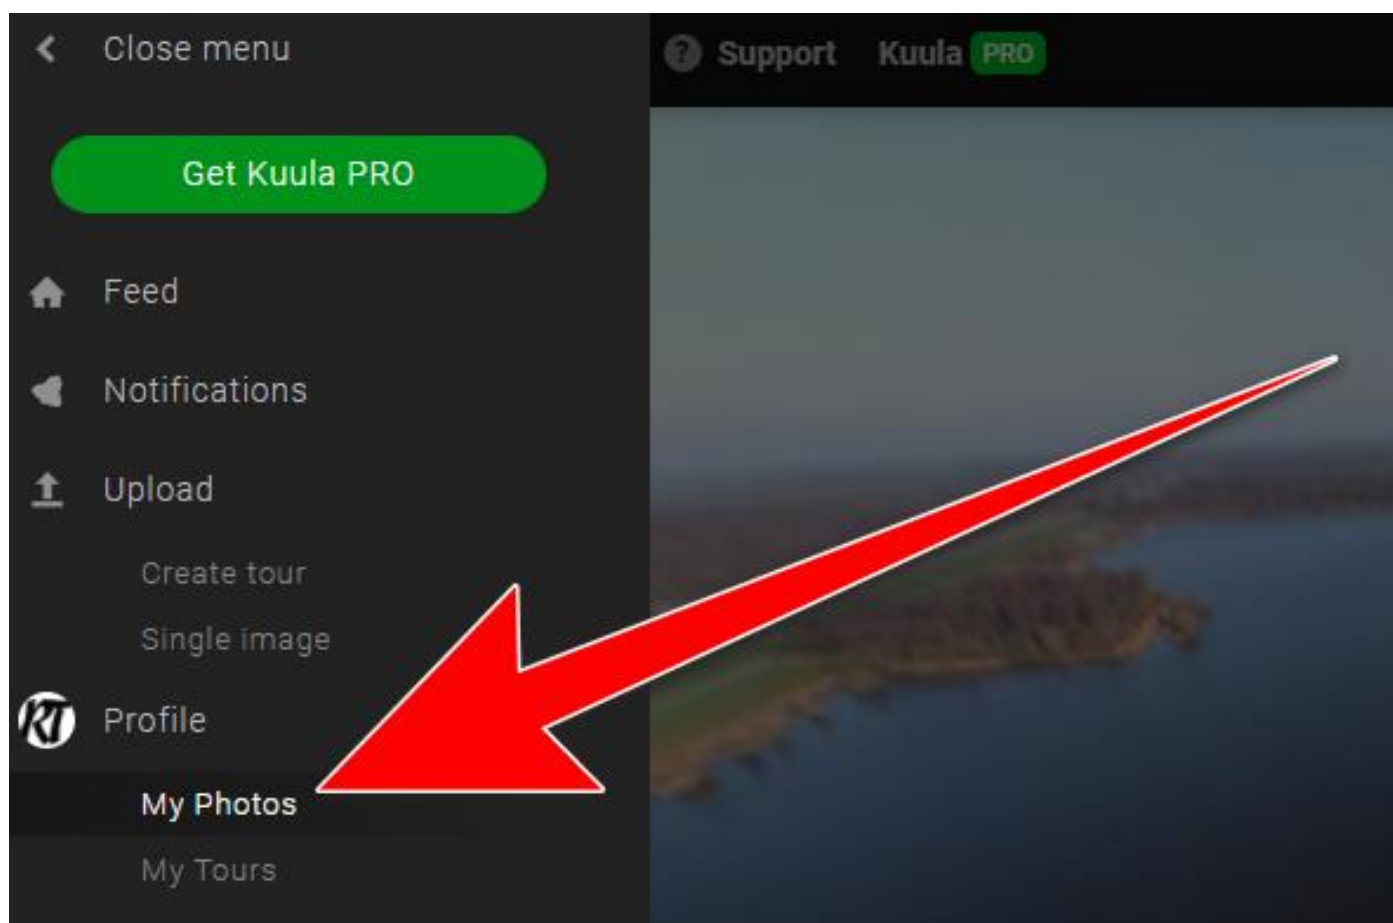 Close menu
Support Kuula PRO
Get Kuula PRO
Feed
Notifications
Upload
Create tour
Single image
KT
Profile
My Photos
My Tours